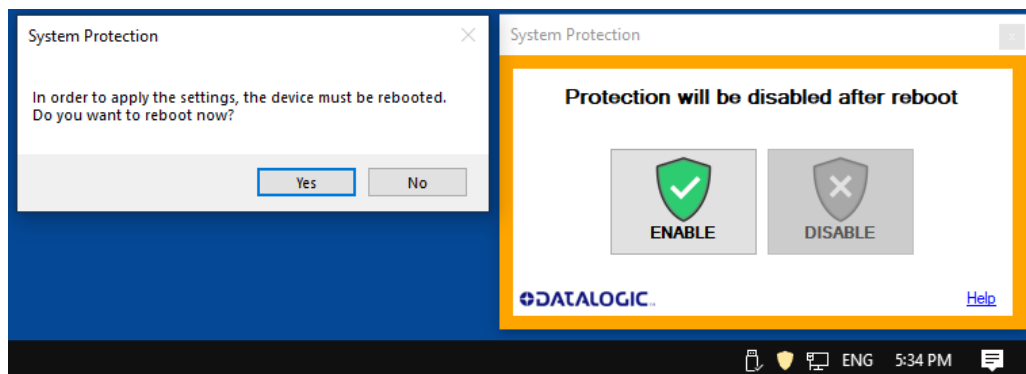 System Protection
In order to apply the settings, the device must be rebooted.
Do you want to reboot now?
Yes
No
System Protection
x
Protection will be disabled after reboot
ENABLE
DISABLE
DATALOGIC™
Help
ENG
5:34 PM